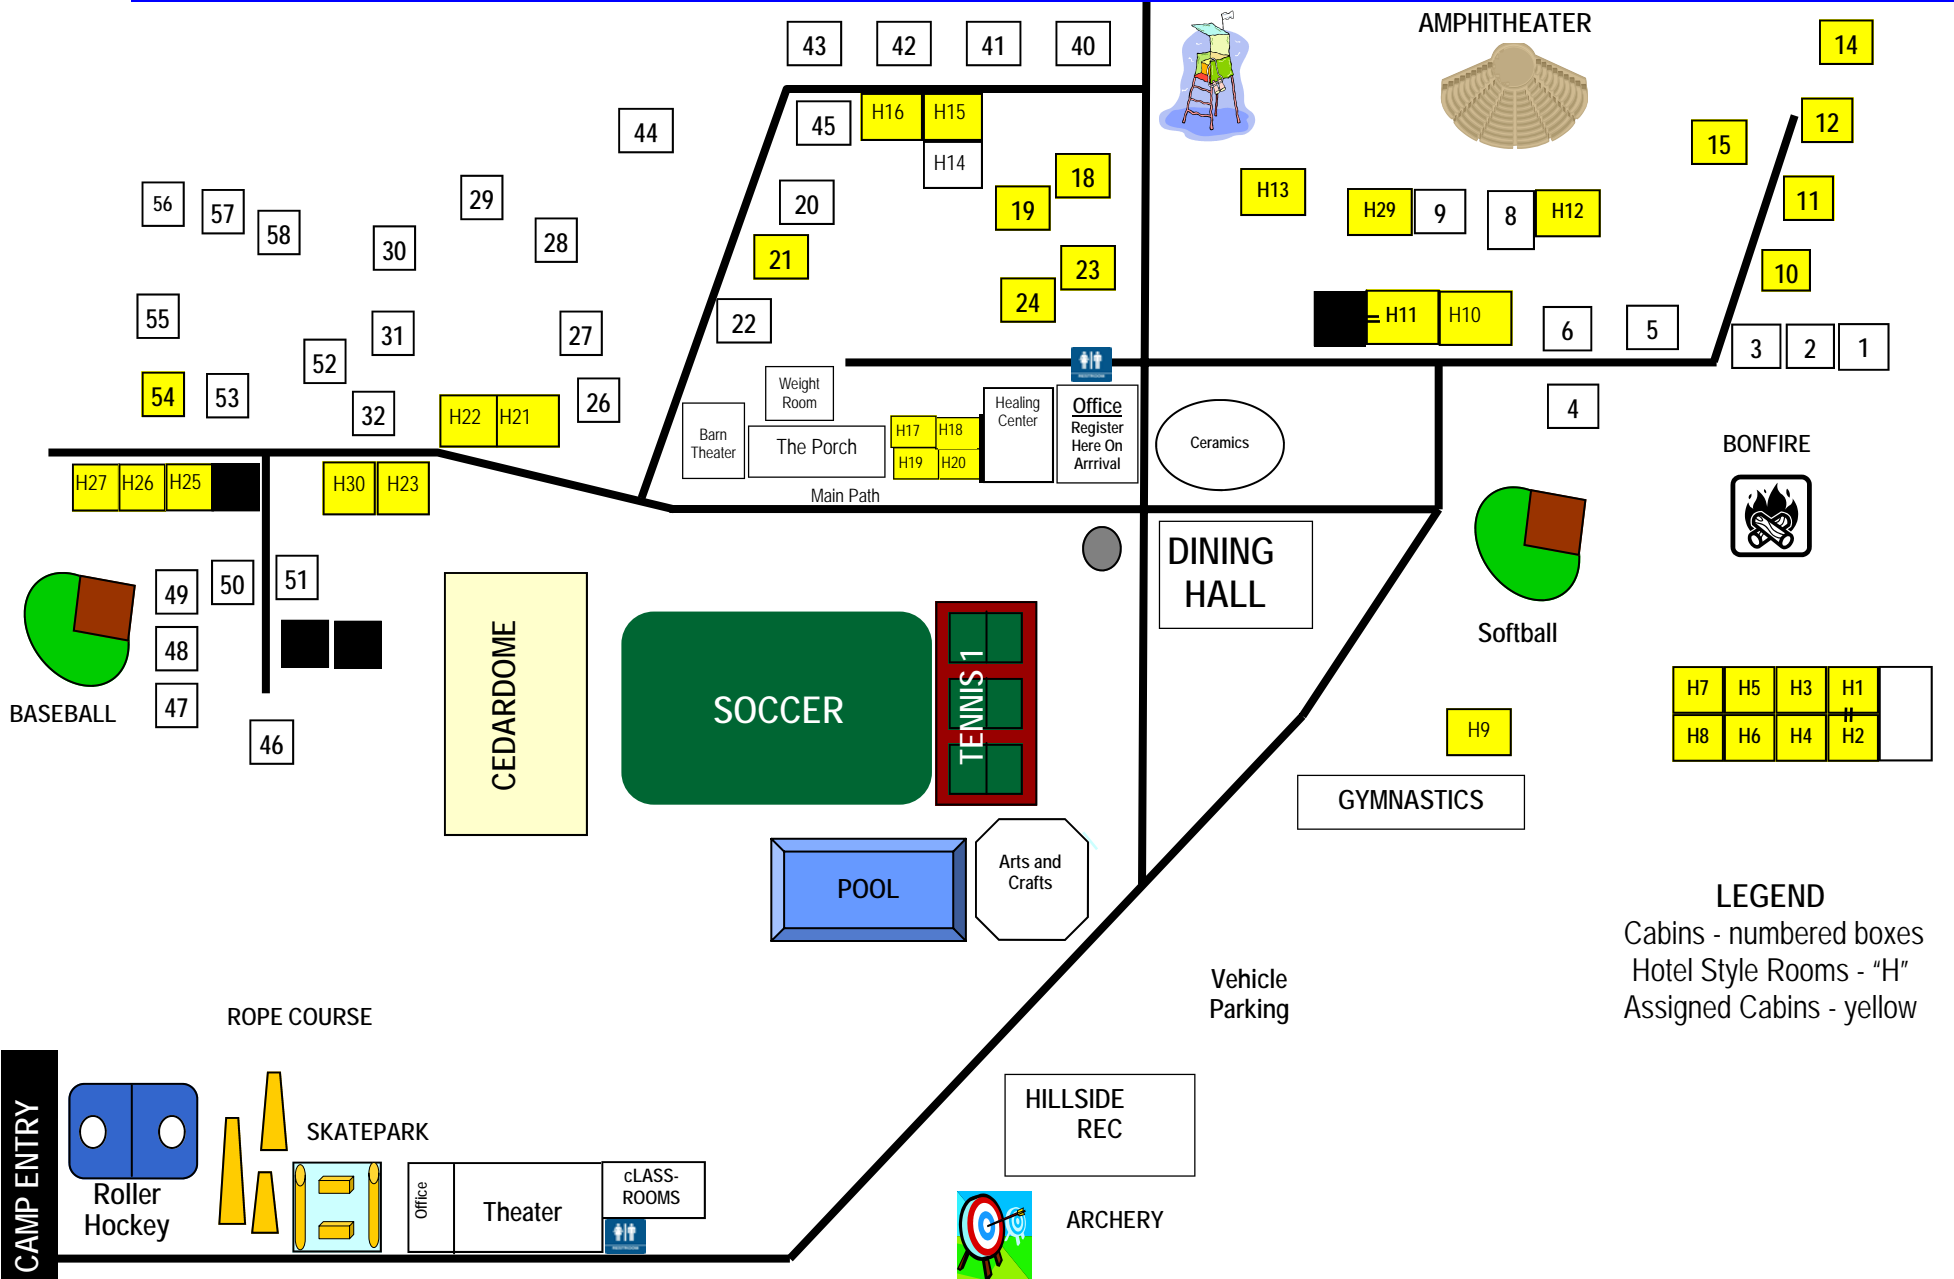 AMPHITHEATER
43
42
41
40
14
44
45
H16
H15
H14
15
12
18
19
20
H13
H29
9
8
H12
11
56
57
58
29
28
30
21
23
24
10
55
31
27
22
H11
H10
6
5
52
3
2
1
54
53
32
H22
H21
26
Weight
Room
Barn
Theater
The Porch
H17
H18
H19
H20
Healing
Center
Office
Register
Here On
Arrrival
Ceramics
4
BONFIRE
H27
H26
H25
H30
H23
Main Path
DINING
HALL
49
50
51
48
47
46
BASEBALL
CEDARDOME
SOCCER
TENNIS 1
Softball
H7
H5
H3
H1
H8
H6
H4
H2
H9
GYMNASTICS
POOL
Arts and
Crafts
LEGEND
Cabins - numbered boxes
Hotel Style Rooms - “H”
Assigned Cabins - yellow
Vehicle
Parking
ROPE COURSE
CAMP ENTRY
Roller
Hockey
SKATEPARK
Office
Theater
cLASS-
ROOMS
HILLSIDE
REC
ARCHERY